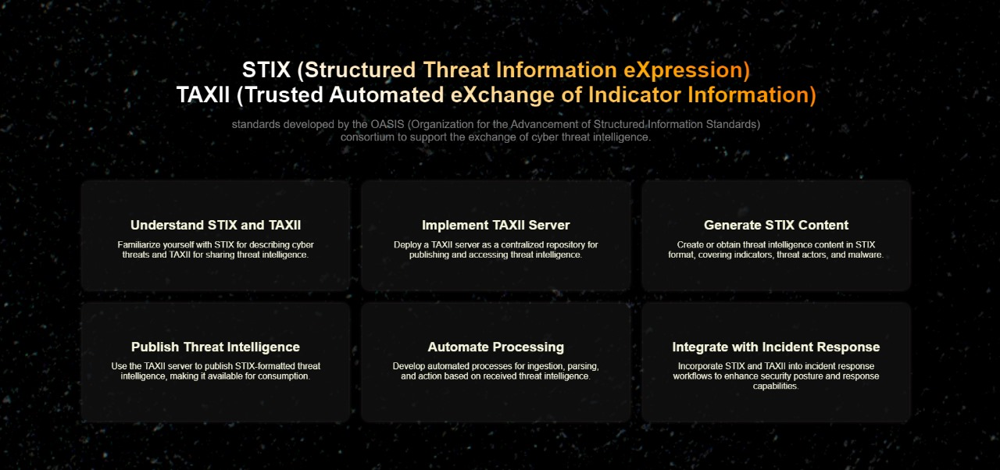 STIX (Structured Threat Information eXpression)
TAXII (Trusted Automated eXchange of Indicator Information)
standards developed by the OASIS (Organization for the Advancement of Structured Information Standards)
consortium to support the exchange of cyber threat intelligence.
Understand STIX and TAXII
Familiarize yourself with STIX for describing cyber
threats and TAXII for sharing threat intelligence.
Implement TAXII Server
Deploy a TAXII server as a centralized repository for
publishing and accessing threat intelligence.
Generate STIX Content
Create or obtain threat intelligence content in STIX
format, covering indicators, threat actors, and malware.
Publish Threat Intelligence
Use the TAXII server to publish STIX-formatted threat
intelligence, making it available for consumption.
Automate Processing
Develop automated processes for ingestion, parsing,
and action based on received threat intelligence.
Integrate with Incident Response
Incorporate STIX and TAXII into incident response
workflows to enhance security posture and response
capabilities.